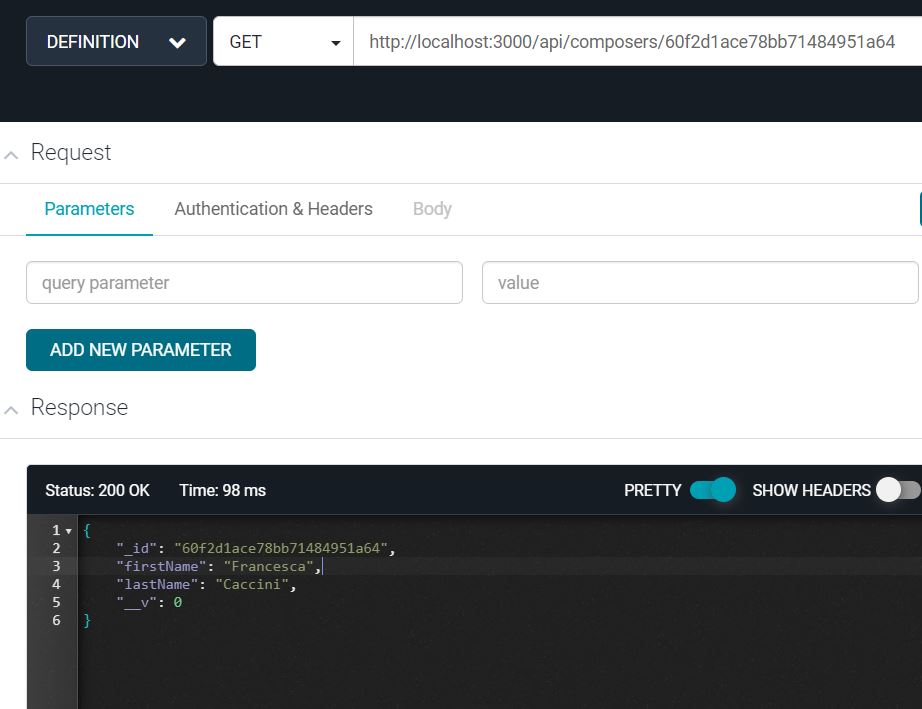 DEFINITION GET http://localhost:3000/api/composers/60f2d1ace78bb71484951a64
Request
Parameters Authentication & Headers Body
query parameter value
ADD NEW PARAMETER
Response
Status: 200 OK Time: 98 ms PRETTY SHOW HEADERS
1 {
2 "_id": "60f2d1ace78bb71484951a64",
3 "firstName": "Francesca",
4 "lastName": "Caccini",
5 "__v": 0
6 }